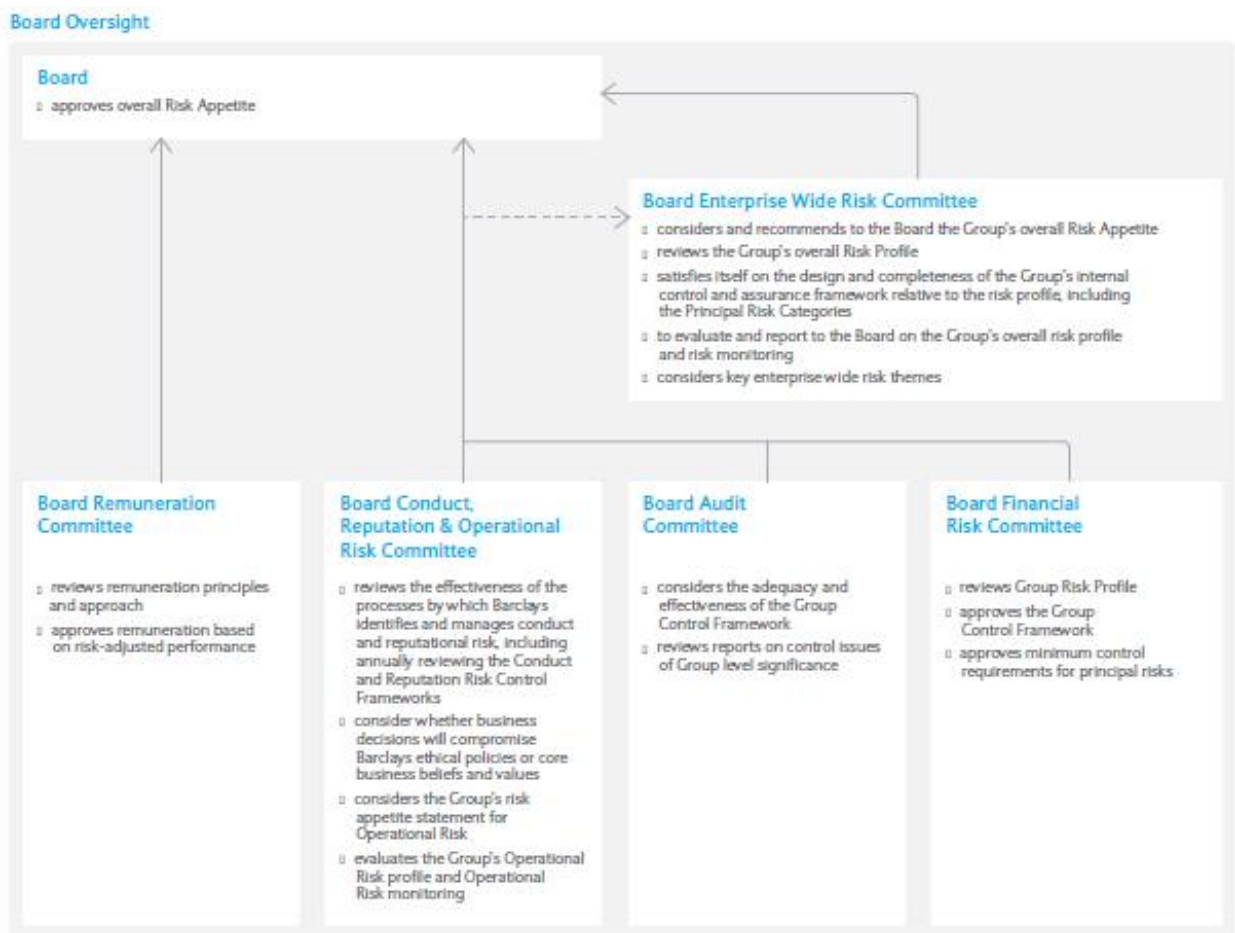 Board Oversight
Board
▯ approves overall Risk Appetite
Board Enterprise Wide Risk Committee
▯ considers and recommends to the Board the Group's overall Risk Appetite
▯ reviews the Group's overall Risk Profile
▯ satisfies itself on the design and completeness of the Group's internal
control and assurance framework relative to the risk profile, including
the Principal Risk Categories
▯ to evaluate and report to the Board on the Group's overall risk profile
and risk monitoring
▯ considers key enterprise wide risk themes
Board Remuneration
Committee
▯ reviews remuneration principles
and approach
▯ approves remuneration based
on risk-adjusted performance
Board Conduct,
Reputation & Operational
Risk Committee
▯ reviews the effectiveness of the
processes by which Barclays
identifies and manages conduct
and reputational risk, including
annually reviewing the Conduct
and Reputation Risk Control
Frameworks
▯ consider whether business
decisions will compromise
Barclays ethical policies or core
business beliefs and values
▯ considers the Group's risk
appetite statement for
Operational Risk
▯ evaluates the Group's Operational
Risk profile and Operational
Risk monitoring
Board Audit
Committee
▯ considers the adequacy and
effectiveness of the Group
Control Framework
▯ reviews reports on control issues
of Group level significance
Board Financial
Risk Committee
▯ reviews Group Risk Profile
▯ approves the Group
Control Framework
▯ approves minimum control
requirements for principal risks